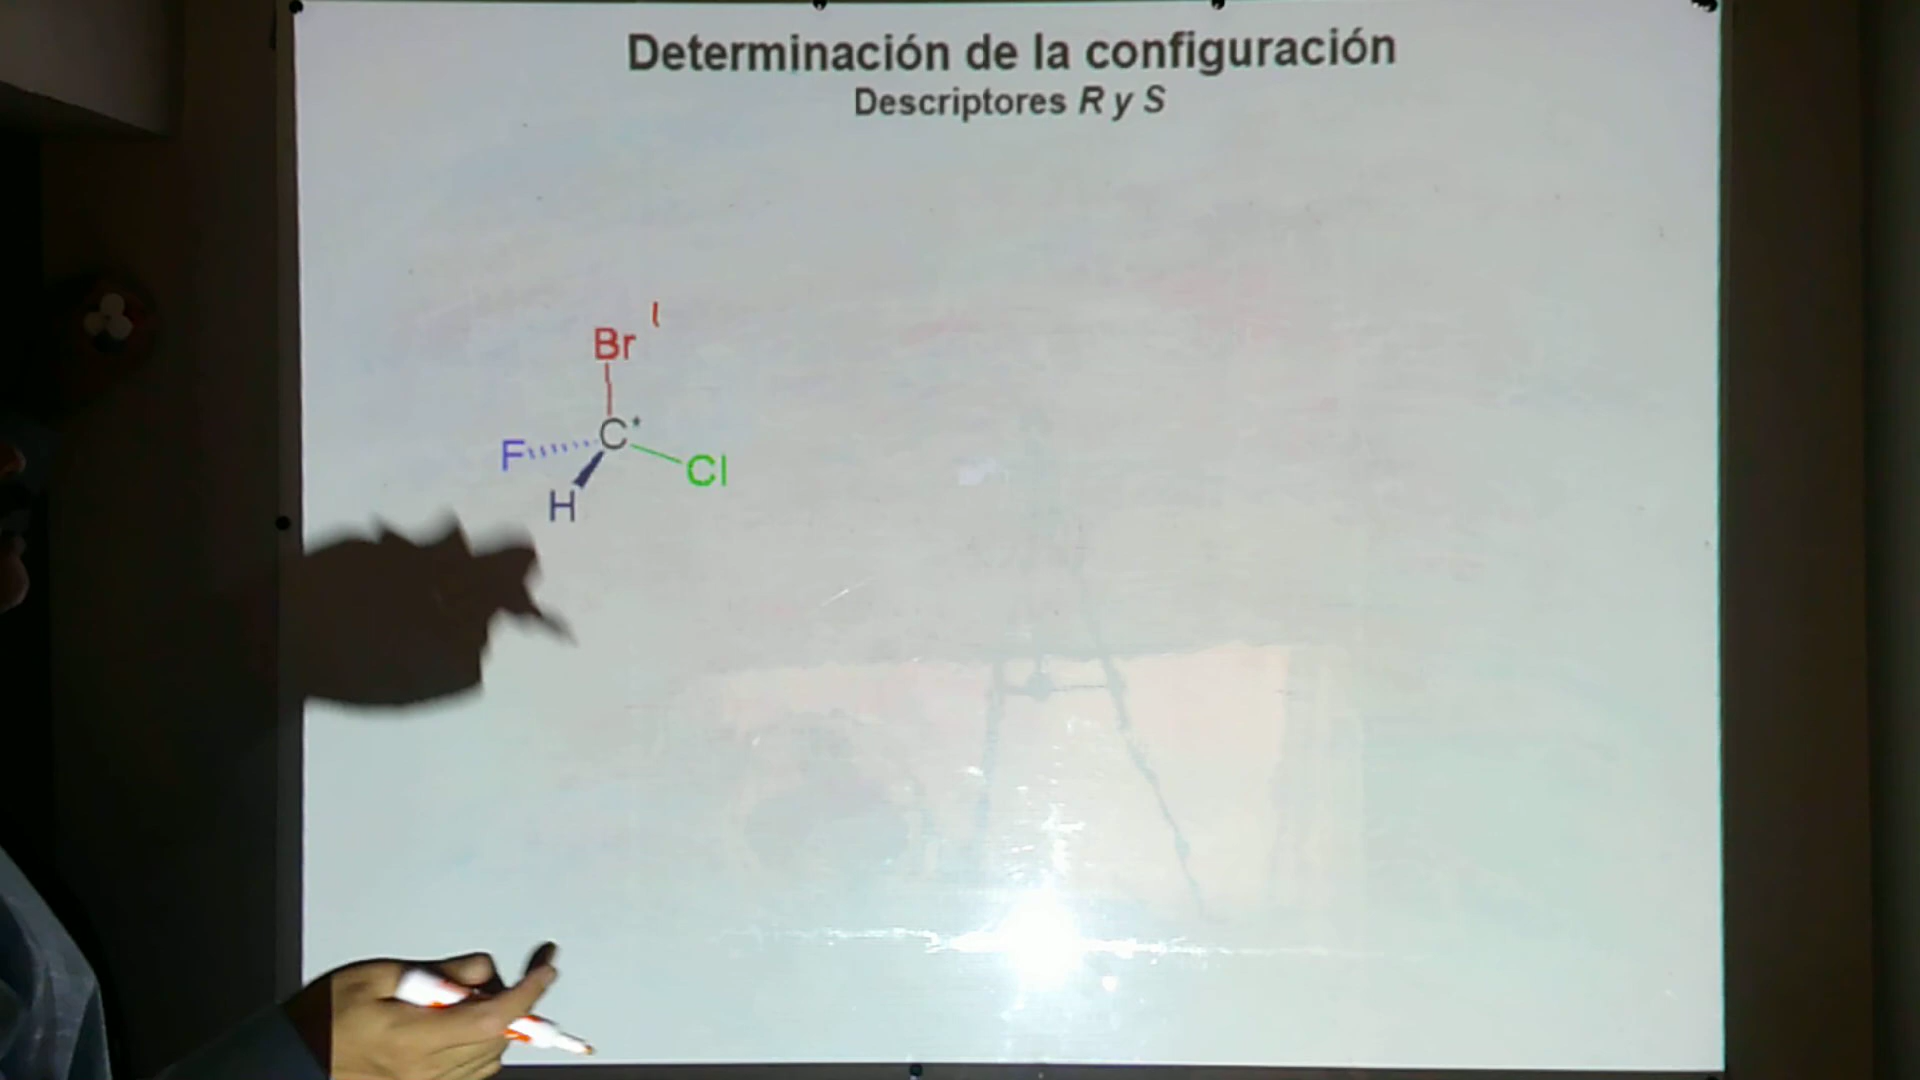 Determinación de la configuración
Descriptores R y S
Br
F
C*
Cl
H